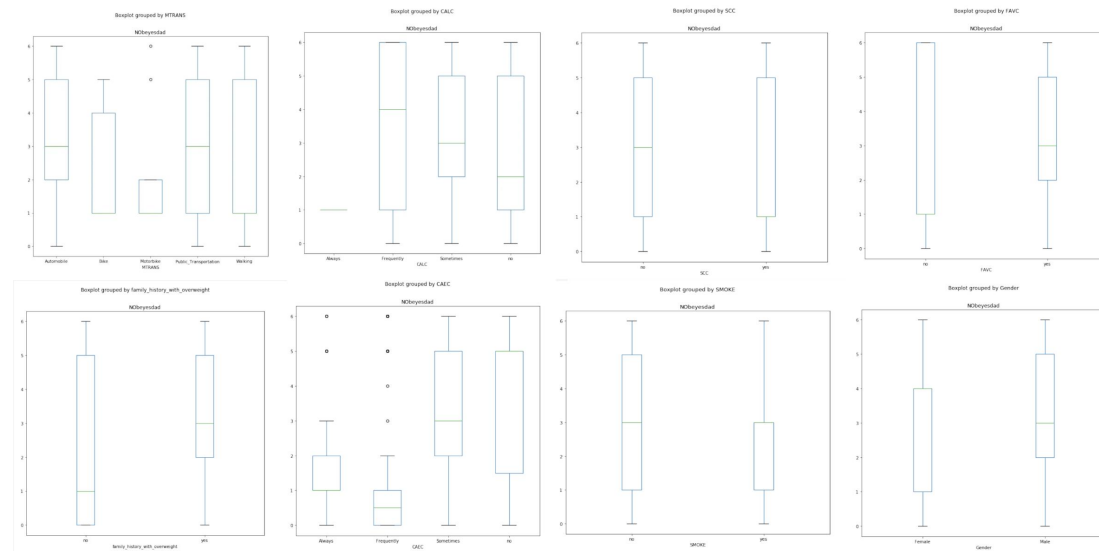 Boxplot grouped by MTRANS
NObeyesdad
6
5
4
3
2
1
0
Automobile Bike Motorbike Public_Transportation Walking
MTRANS
Boxplot grouped by CALC
NObeyesdad
6
5
4
3
2
1
0
Always Frequently Sometimes no
CALC
Boxplot grouped by SCC
NObeyesdad
6
5
4
3
2
1
0
no yes
SCC
Boxplot grouped by FAVC
NObeyesdad
6
5
4
3
2
1
0
no yes
FAVC
Boxplot grouped by family_history_with_overweight
NObeyesdad
6
5
4
3
2
1
0
no yes
family_history_with_overweight
Boxplot grouped by CAEC
NObeyesdad
6
5
4
3
2
1
0
Always Frequently Sometimes no
CAEC
Boxplot grouped by SMOKE
NObeyesdad
6
5
4
3
2
1
0
no yes
SMOKE
Boxplot grouped by Gender
NObeyesdad
6
5
4
3
2
1
0
Female Male
Gender